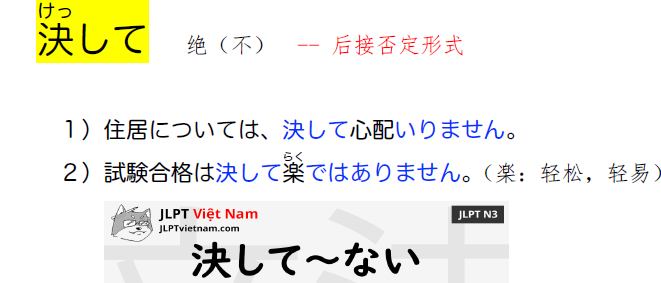 けっ
決して 绝（不） -- 后接否定形式
1）住居については、決して心配いりません。
らく
2）試験合格は決して楽ではありません。（楽：轻松，轻易）
JLPT Việt Nam JLPT N3
JLPTvietnam.com
決して～ない